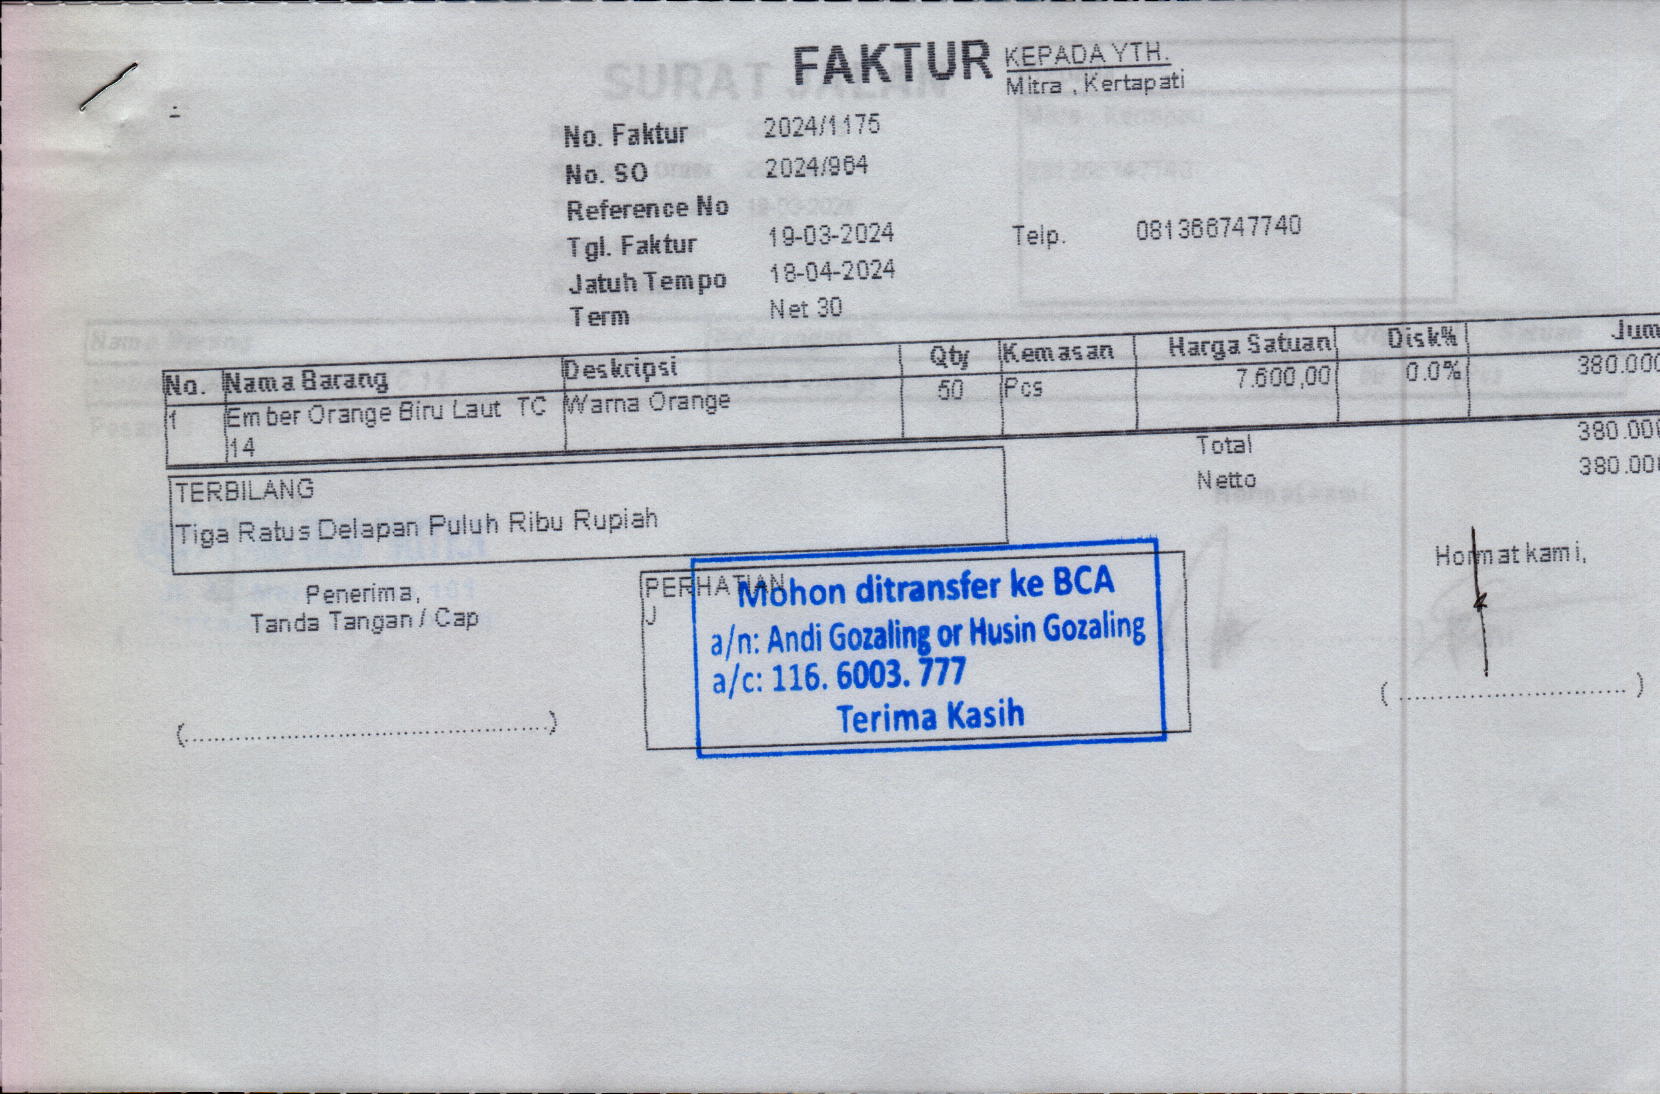 FAKTUR
KEPADA YTH.
Mitra , Kertapati
No. Faktur 2024/1175
No. SO 2024/964
Reference No
Tgl. Faktur 19-03-2024
Telp. 081366747740
Jatuh Tempo 18-04-2024
Term Net 30
No. Nama Barang Deskripsi Qty Kemasan Harga Satuan Disk% Jum
1 Ember Orange Biru Laut TC Warna Orange 50 Pcs 7.600,00 0.0% 380.000
14
Total 380.000
Netto 380.000
TERBILANG
Tiga Ratus Delapan Puluh Ribu Rupiah
Penerima,
Tanda Tangan / Cap
(..........................................)
PERHATIAN
J
Mohon ditransfer ke BCA
a/n: Andi Gozaling or Husin Gozaling
a/c: 116. 6003. 777
Terima Kasih
Hormat kami,
(..........................)